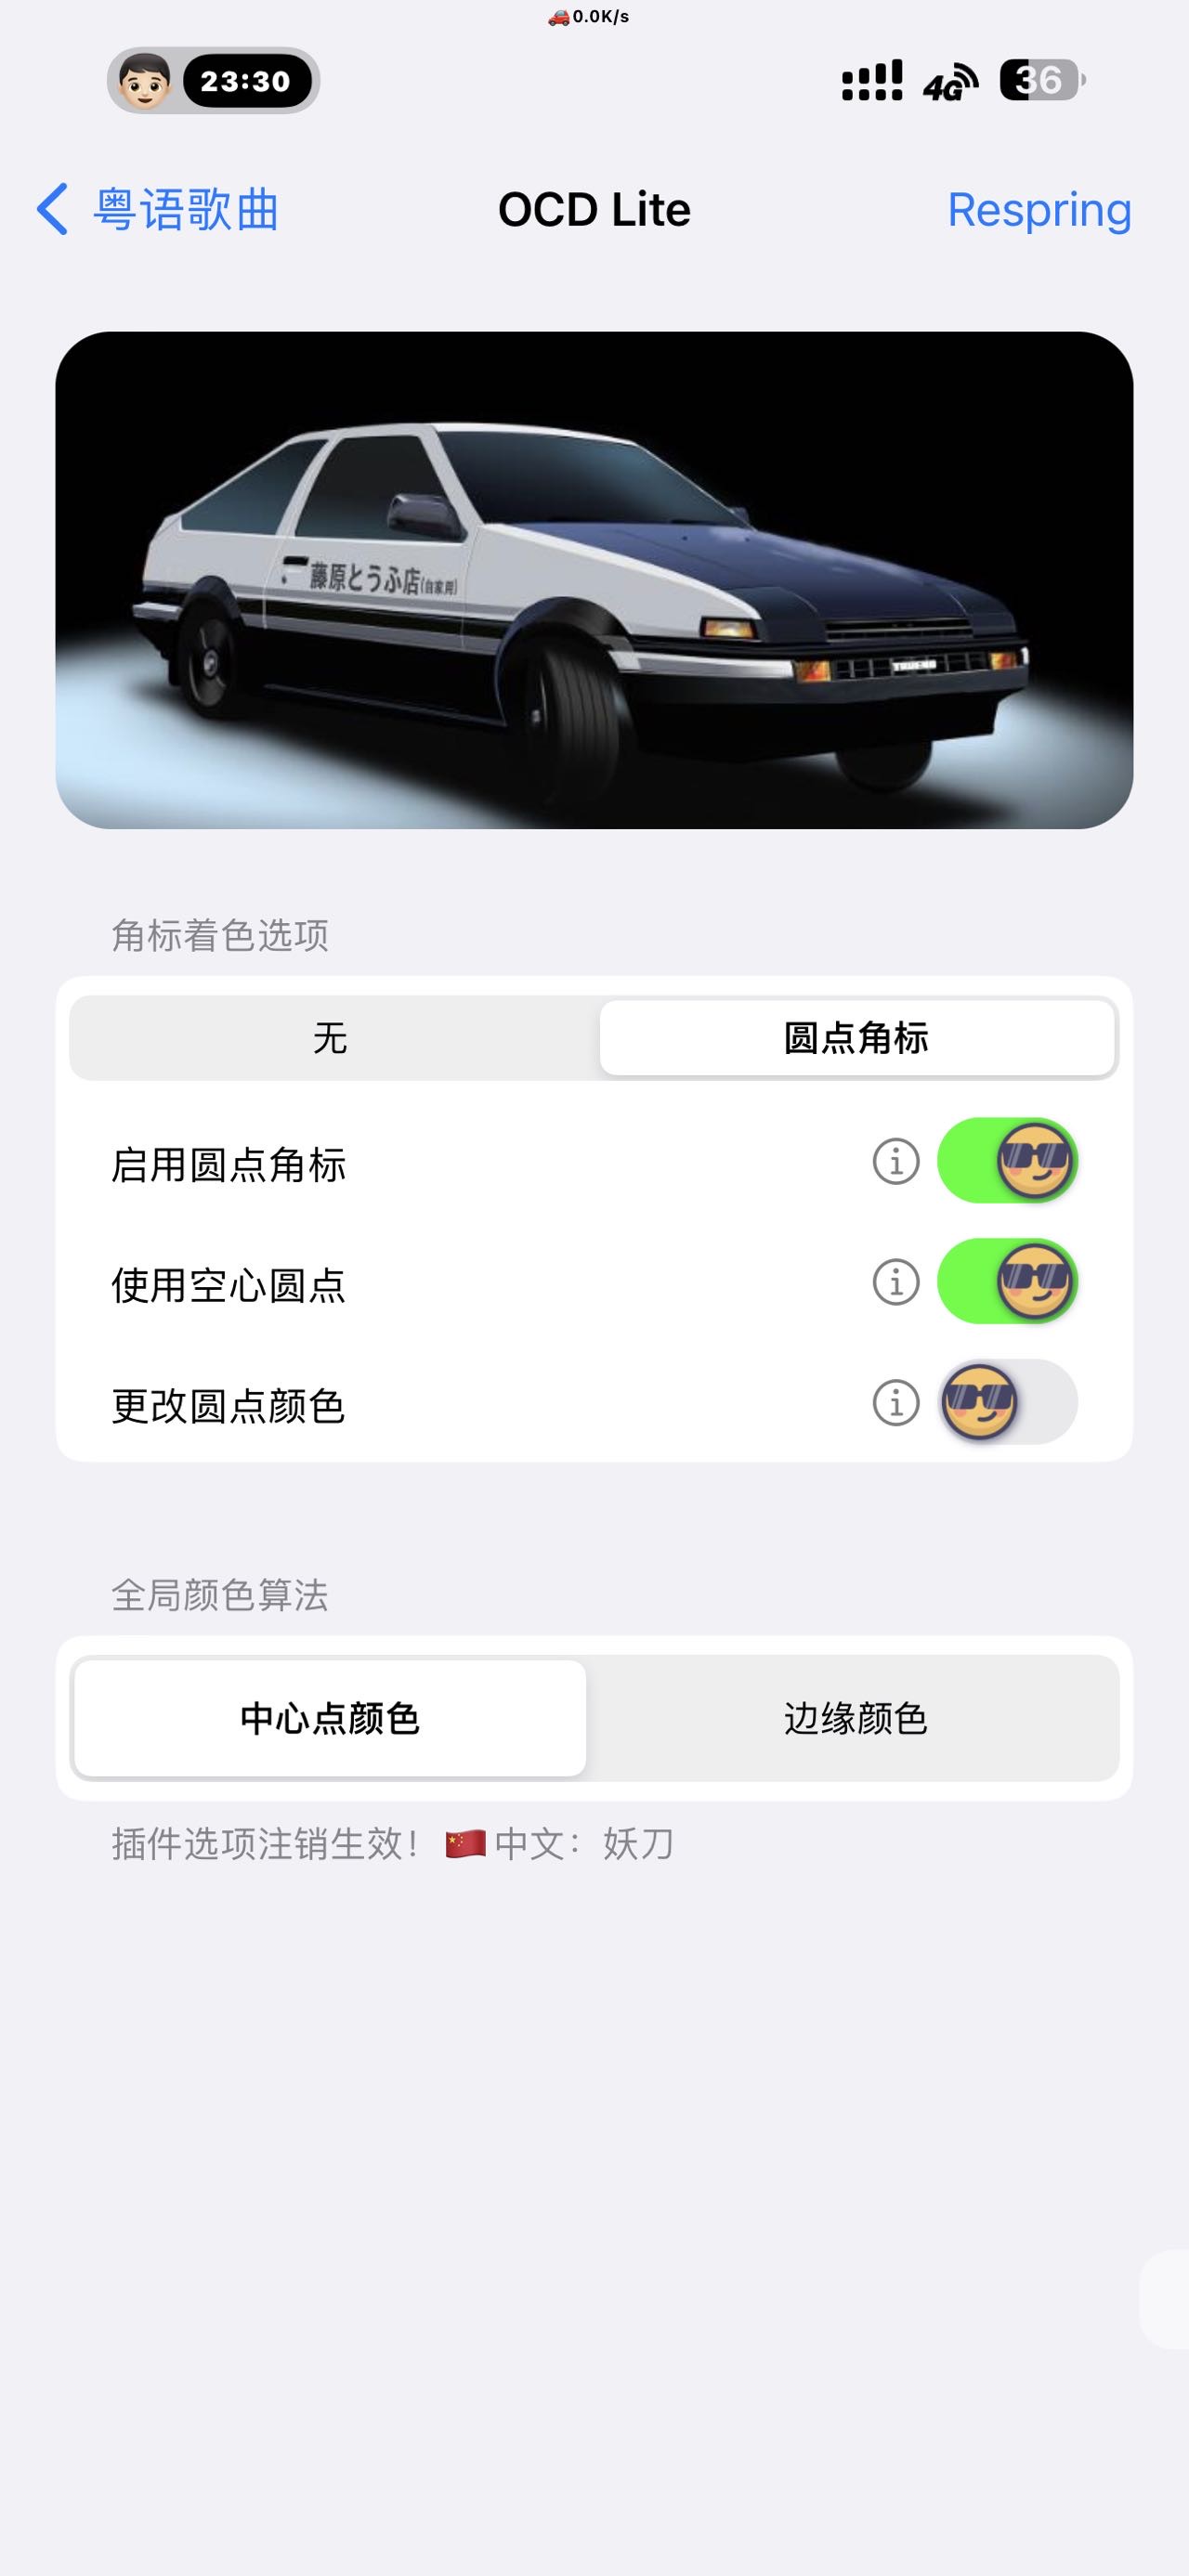 🚗0.0K/s
23:30
4G
36
粤语歌曲
OCD Lite
Respring
藤原とうふ店(自家用)
TRUENO
角标着色选项
无
圆点角标
启用圆点角标
使用空心圆点
更改圆点颜色
全局颜色算法
中心点颜色
边缘颜色
插件选项注销生效！🇨🇳中文：妖刀